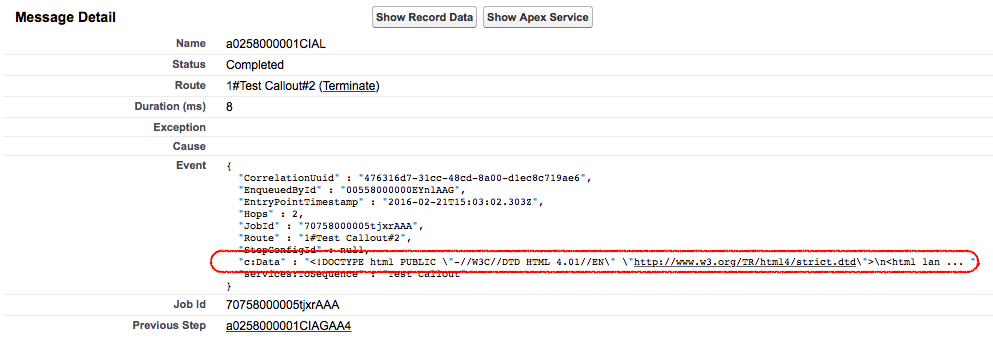 Message Detail Show Record Data Show Apex Service
Name a0258000001CIAL
Status Completed
Route 1#Test Callout#2 (Terminate)
Duration (ms) 8
Exception
Cause
Event {
"CorrelationUuid" : "476316d7-31cc-48cd-8a00-d1ec8c719ae6",
"EnqueuedById" : "00558000000EYnlAAG",
"EntryPointTimestamp" : "2016-02-21T15:03:02.303Z",
"Hops" : 2,
"JobId" : "70758000005tjxrAAA",
"Route" : "1#Test Callout#2",
"StepConfigId" : null,
"c:Data" : "<!DOCTYPE html PUBLIC \"-//W3C//DTD HTML 4.01//EN\" \"http://www.w3.org/TR/html4/strict.dtd\">\n<html lan ... "
"services:ToSequence" : "Test Callout"
}
Job Id 70758000005tjxrAAA
Previous Step a0258000001CIAGAA4